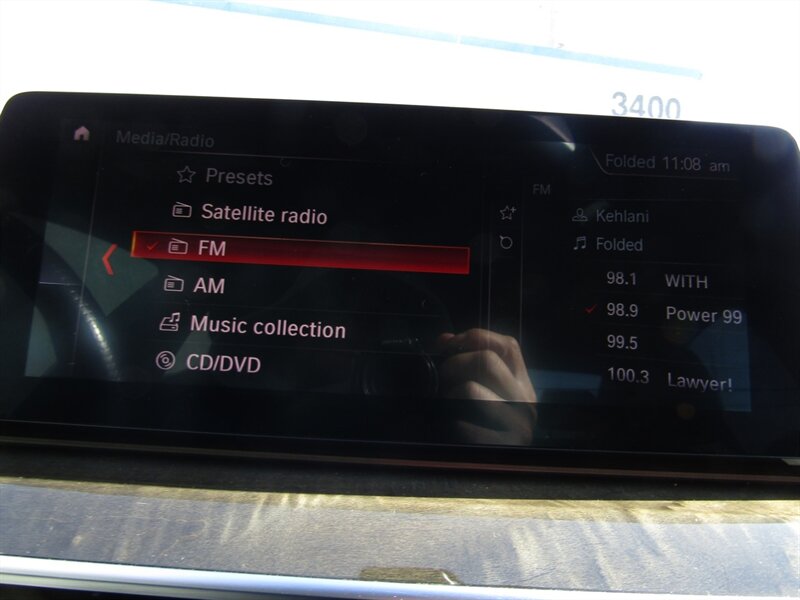 3400
Media/Radio
Folded 11:08 am
Presets
Satellite radio
FM
AM
Music collection
CD/DVD
FM
Kehlani
Folded
98.1 WITH
98.9 Power 99
99.5
100.3 Lawyer!